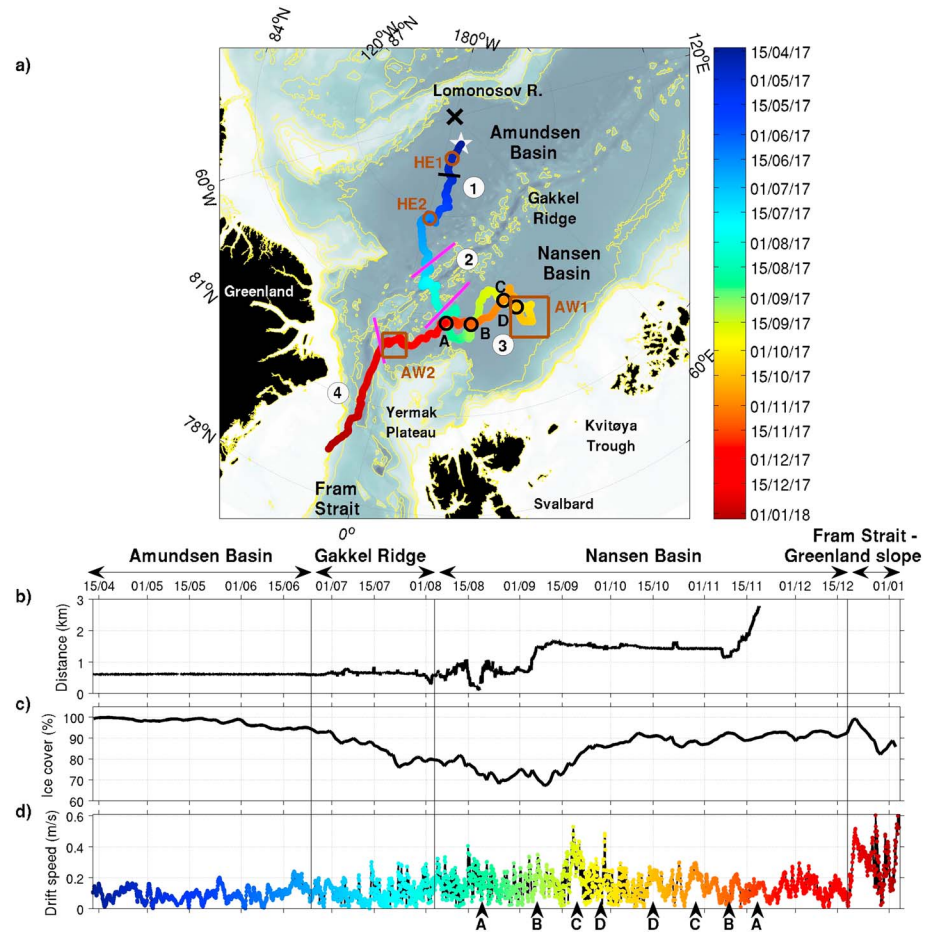 a)
84°N
120°W
87°N
180°W
120°E
60°W
81°N
78°N
0°
60°E
Lomonosov R.
Amundsen
Basin
HE1
1
HE2
Gakkel
Ridge
2
Nansen
Basin
Greenland
C
D
AW1
A
B
3
AW2
4
Yermak
Plateau
Kvitøya
Trough
Fram
Strait
Svalbard
15/04/17
01/05/17
15/05/17
01/06/17
15/06/17
01/07/17
15/07/17
01/08/17
15/08/17
01/09/17
15/09/17
01/10/17
15/10/17
01/11/17
15/11/17
01/12/17
15/12/17
01/01/18
Amundsen Basin Gakkel Ridge Nansen Basin Fram Strait -
Greenland slope
15/04 01/05 15/05 01/06 15/06 01/07 15/07 01/08 15/08 01/09 15/09 01/10 15/10 01/11 15/11 01/12 15/12 01/01
b)
Distance (km)
3
2
1
0
c)
Ice cover (%)
100
90
80
70
60
d)
Drift speed (m/s)
0.6
0.4
0.2
0
A B C D D C B A